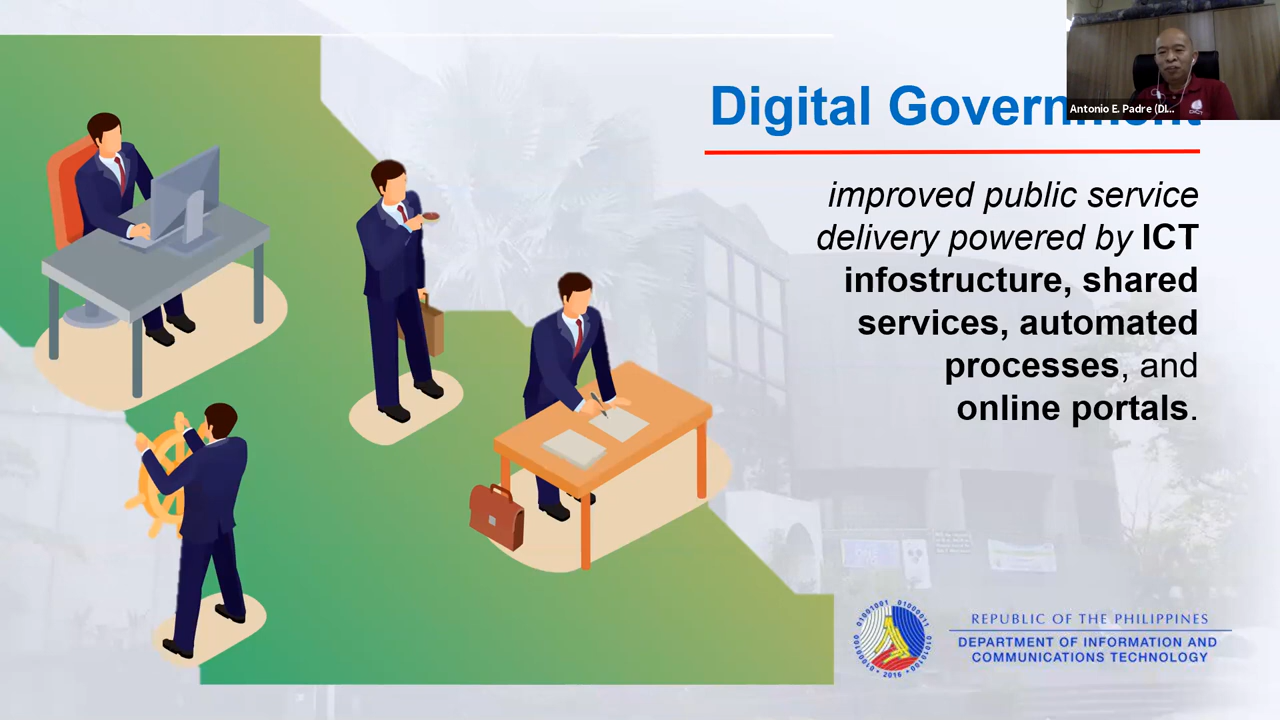 Digital Government
Antonio E. Padre (DI...
improved public service
delivery powered by ICT
infostructure, shared
services, automated
processes, and
online portals.
REPUBLIC OF THE PHILIPPINES
DEPARTMENT OF INFORMATION AND
COMMUNICATIONS TECHNOLOGY
2016